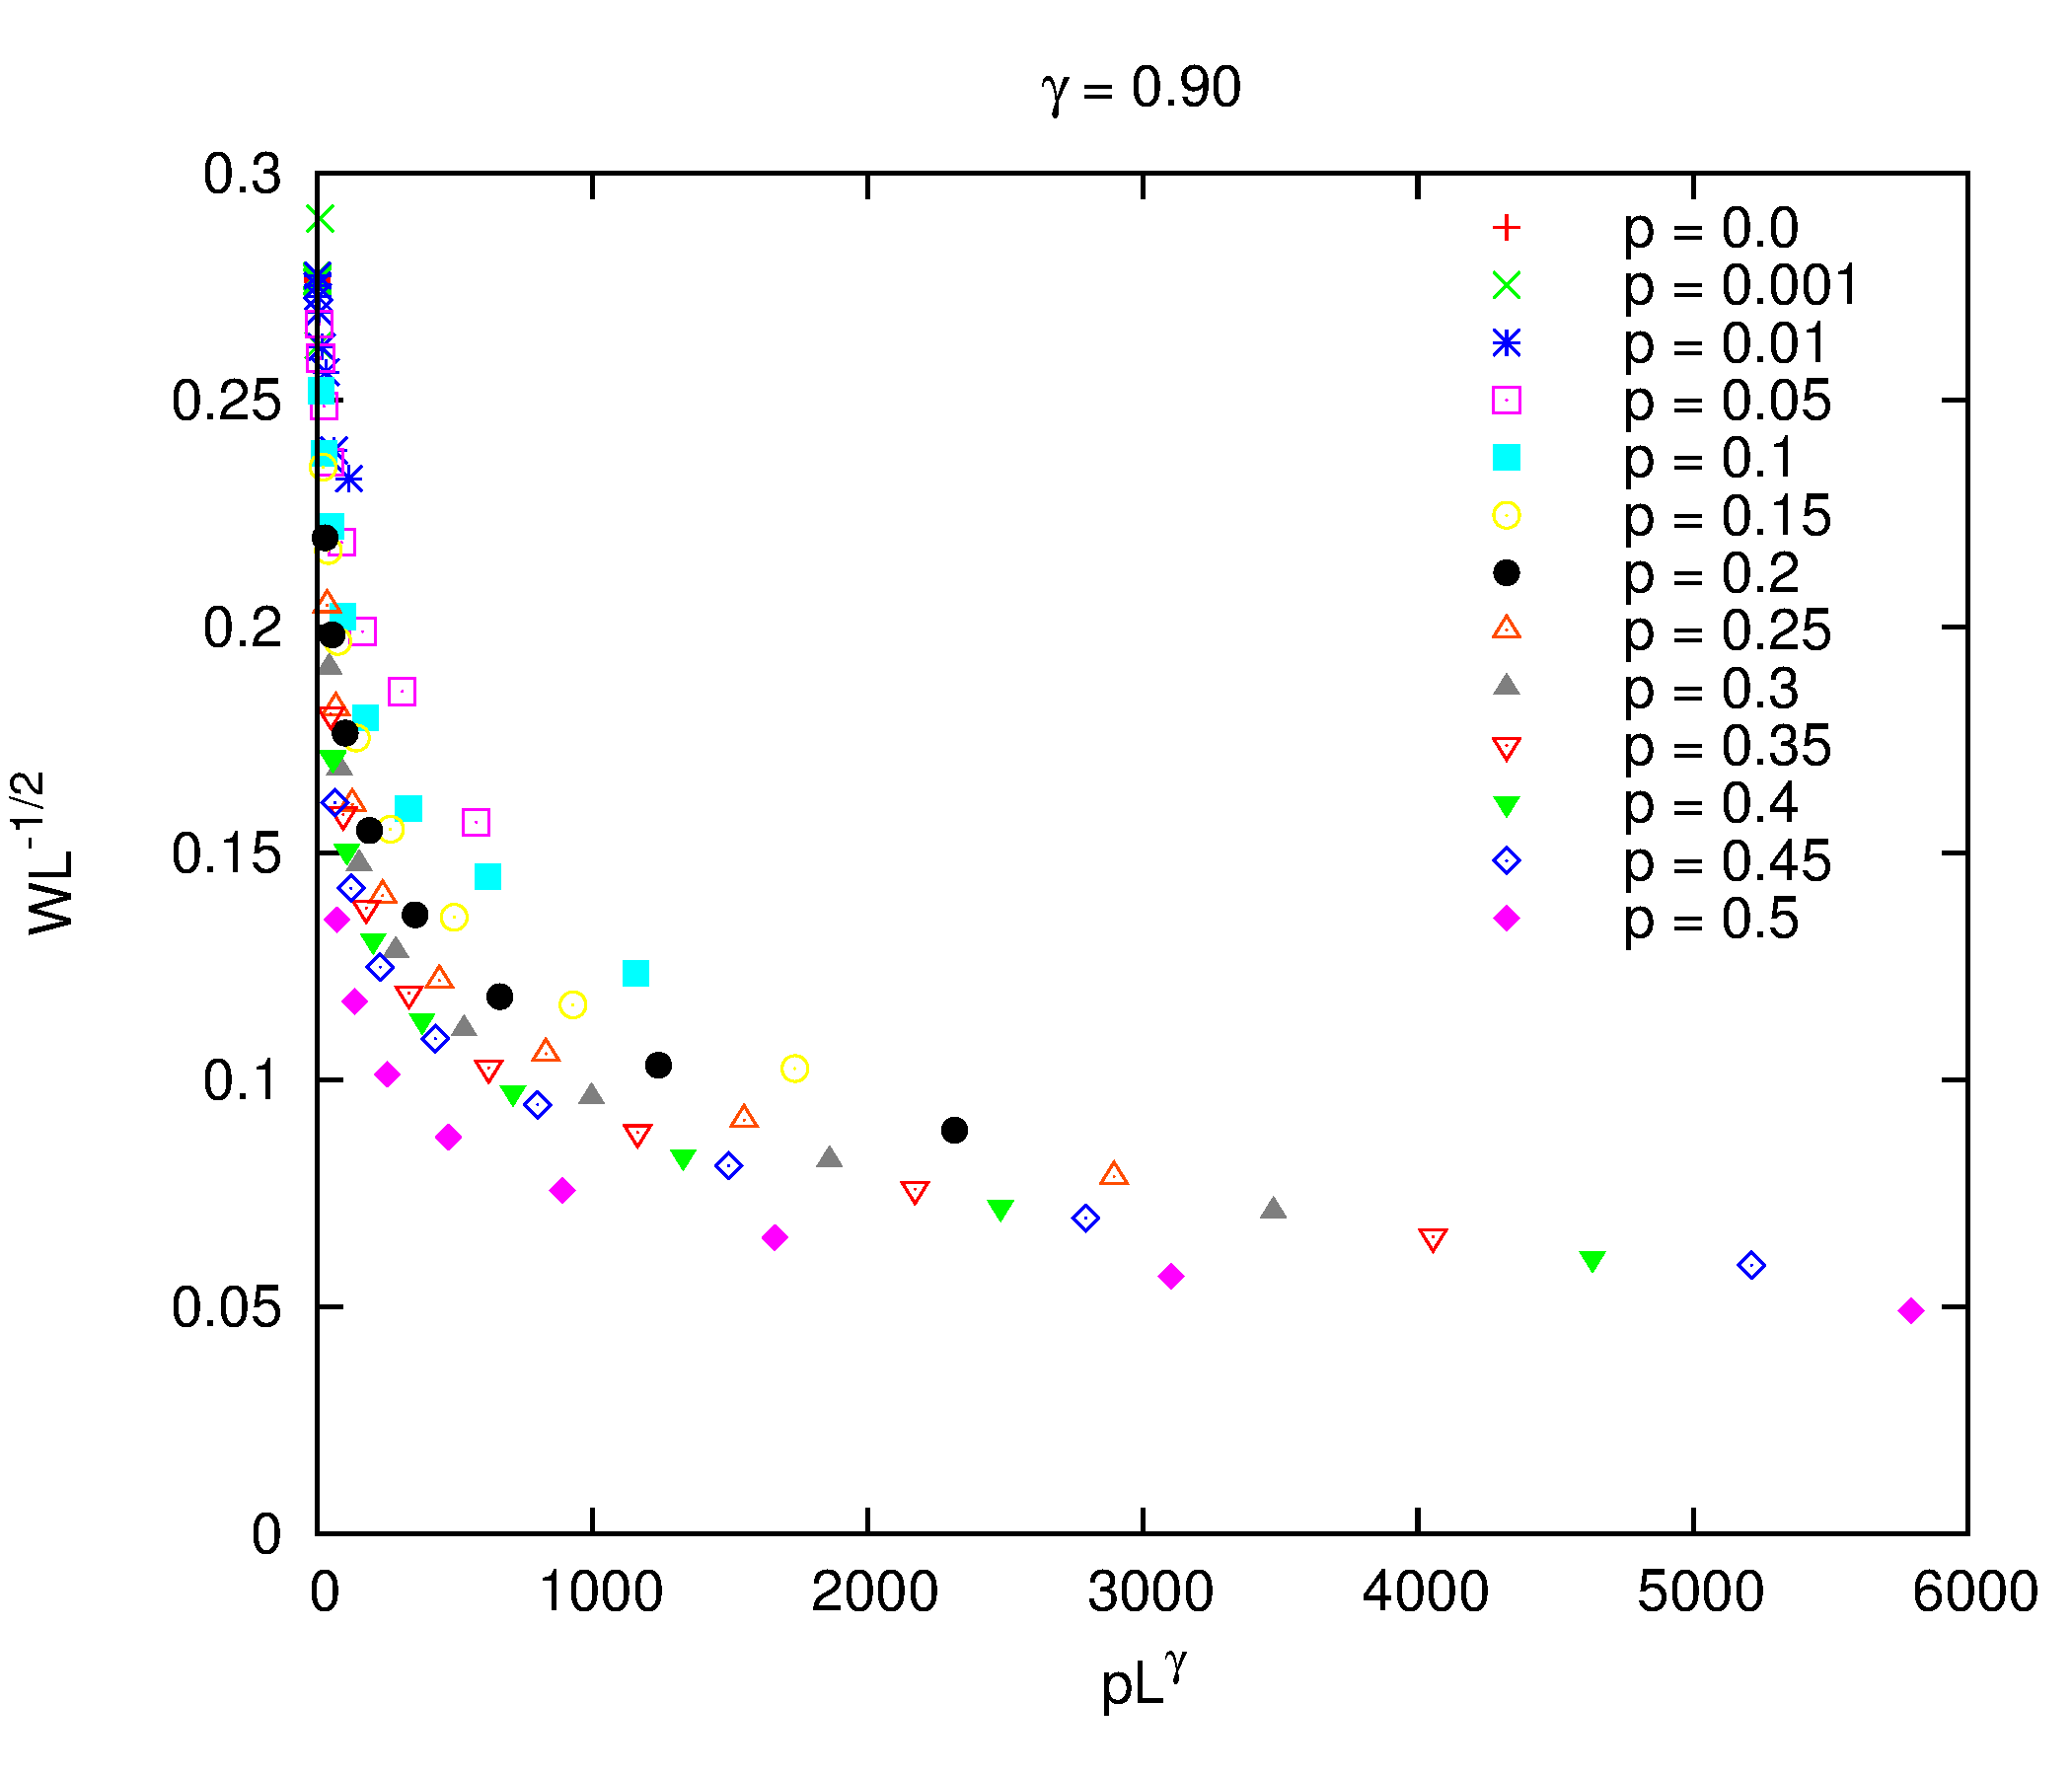 γ = 0.90
0.3
0.25
0.2
0.15
0.1
0.05
0
WL^-1/2
p = 0.0
p = 0.001
p = 0.01
p = 0.05
p = 0.1
p = 0.15
p = 0.2
p = 0.25
p = 0.3
p = 0.35
p = 0.4
p = 0.45
p = 0.5
0 1000 2000 3000 4000 5000 6000
pL^γ